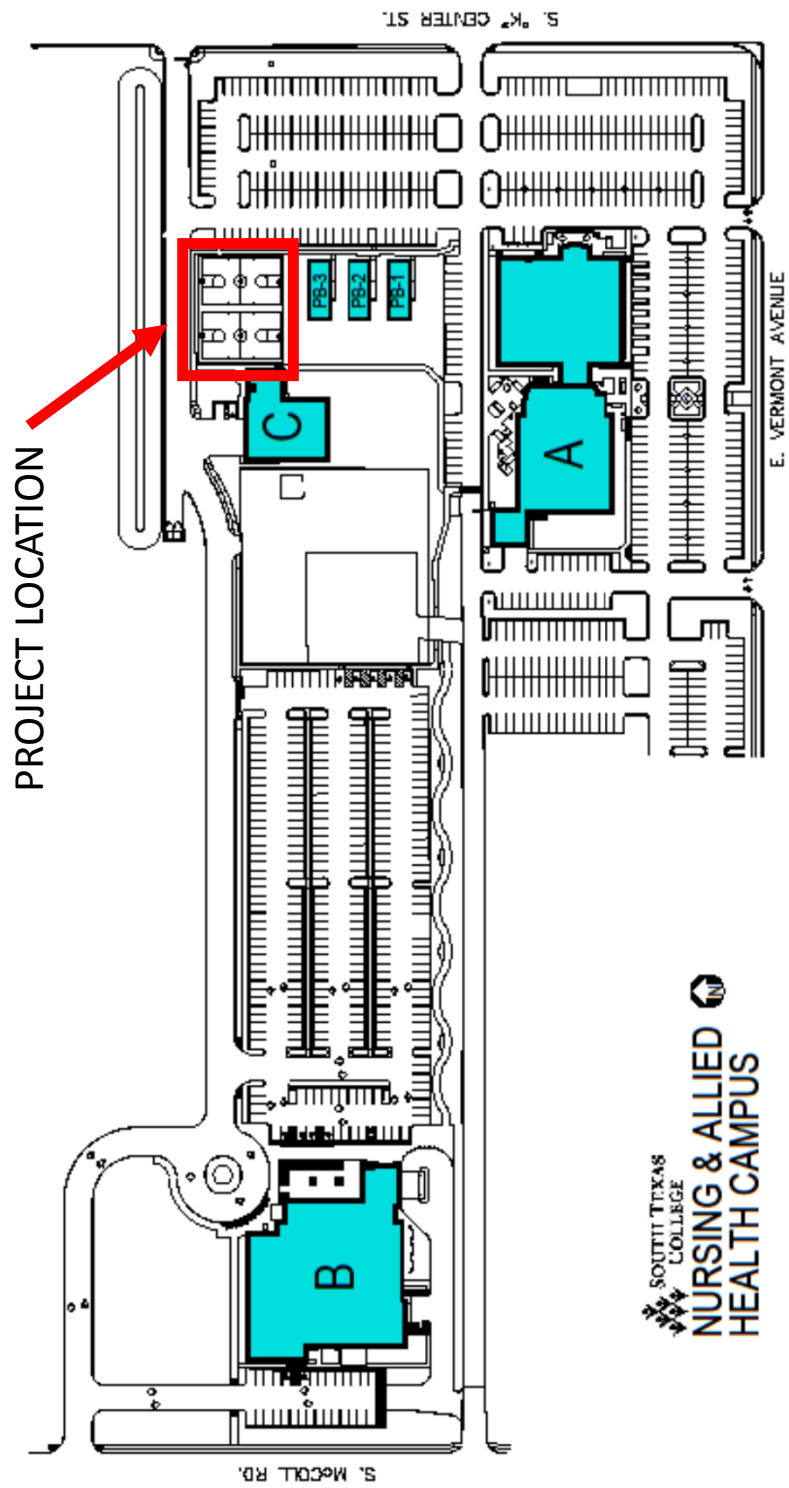 S. "K" CENTER ST.
PROJECT LOCATION
PB-3
PB-2
PB-1
C
A
E. VERMONT AVENUE
B
N
SOUTH TEXAS
COLLEGE
NURSING & ALLIED
HEALTH CAMPUS
S. McCOLL RD.